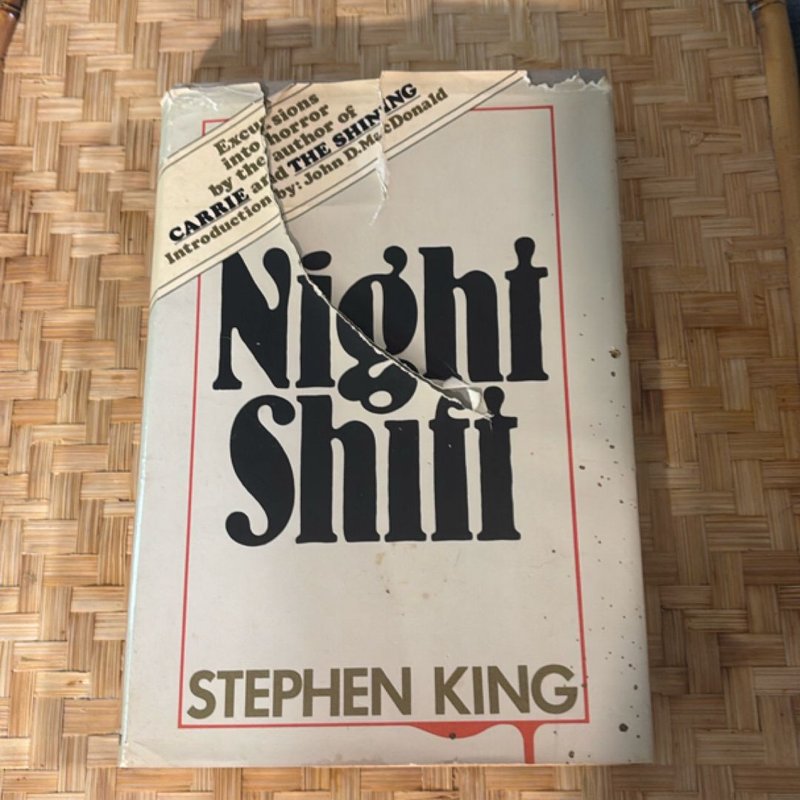 Excursions
into horror
by the author of
CARRIE and THE SHINING
Introduction by: John D. MacDonald
Night
Shift
STEPHEN KING